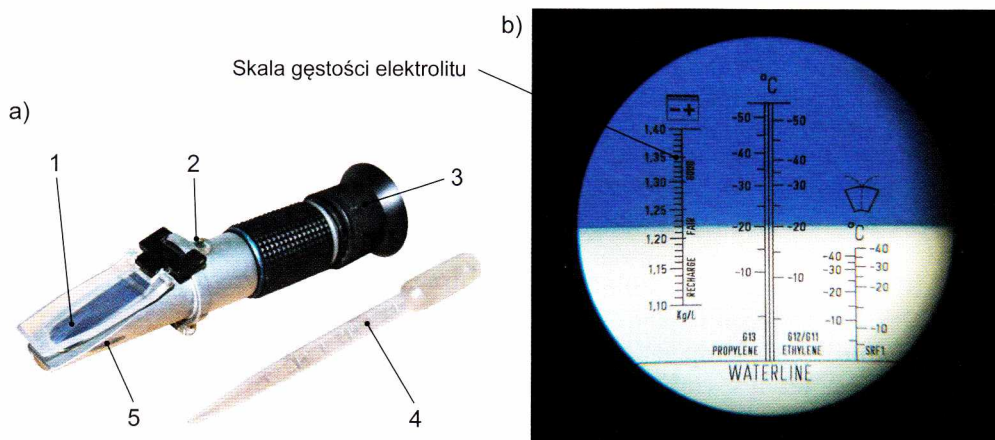 a)
1
2
3
4
5
b)
Skala gęstości elektrolitu
- +
1,40
1,35
1,30
1,25
1,20
1,15
1,10
Kg/L
GOOD
FAIR
RECHARGE
°C
-50
-40
-30
-20
-10
-50
-40
-30
-20
-10
G13
PROPYLENE
G12/G11
ETHYLENE
°C
-40
-30
-20
-10
-40
-30
-20
-10
SRF1
WATERLINE